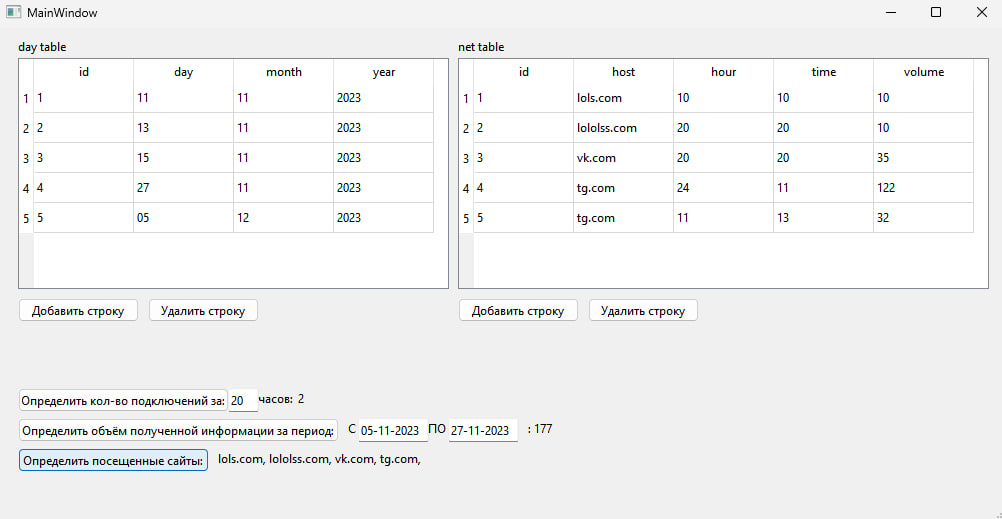 MainWindow
day table net table
id day month year id host hour time volume
1 1 11 11 2023 1 1 lols.com 10 10 10
2 2 13 11 2023 2 2 lololss.com 20 20 10
3 3 15 11 2023 3 3 vk.com 20 20 35
4 4 27 11 2023 4 4 tg.com 24 11 122
5 5 05 12 2023 5 5 tg.com 11 13 32
Добавить строку Удалить строку Добавить строку Удалить строку
Определить кол-во подключений за: 20 часов: 2
Определить объём полученной информации за период: С 05-11-2023 ПО 27-11-2023 : 177
Определить посещенные сайты: lols.com, lololss.com, vk.com, tg.com,